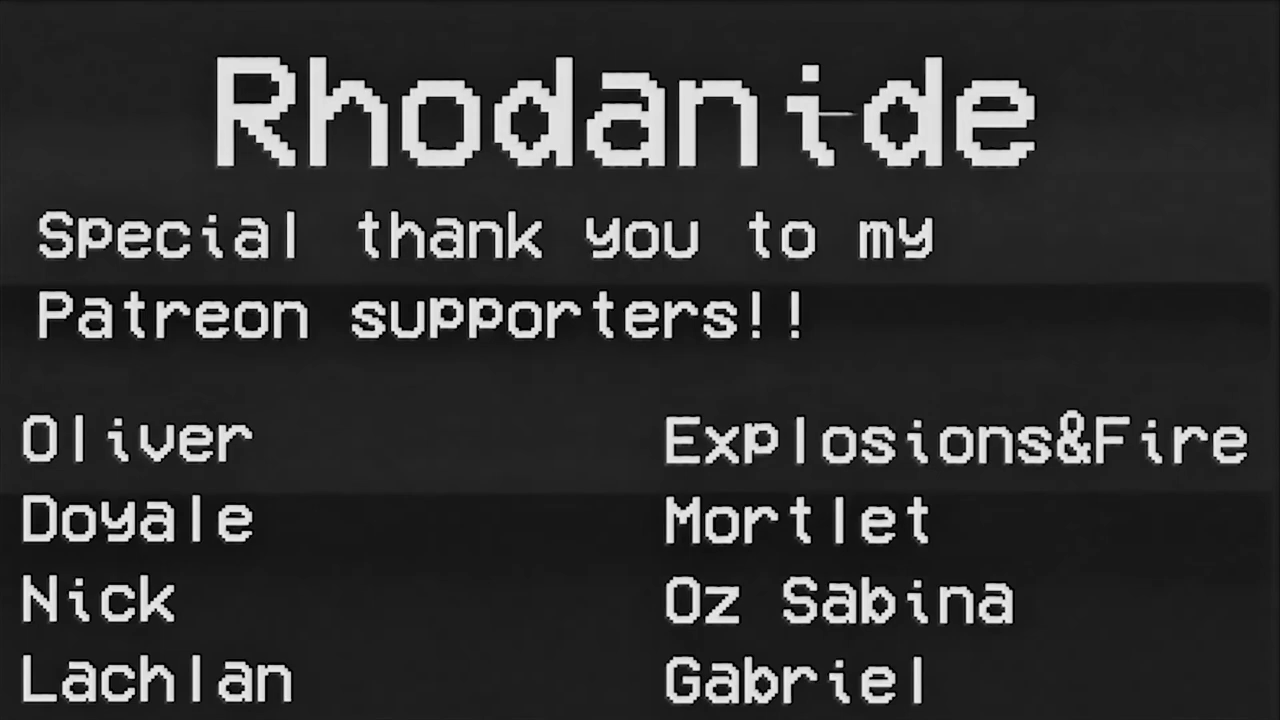 Rhodanide
Special thank you to my
Patreon supporters!!
Oliver
Doyale
Nick
Lachlan
Explosions&Fire
Mortlet
Oz Sabina
Gabriel